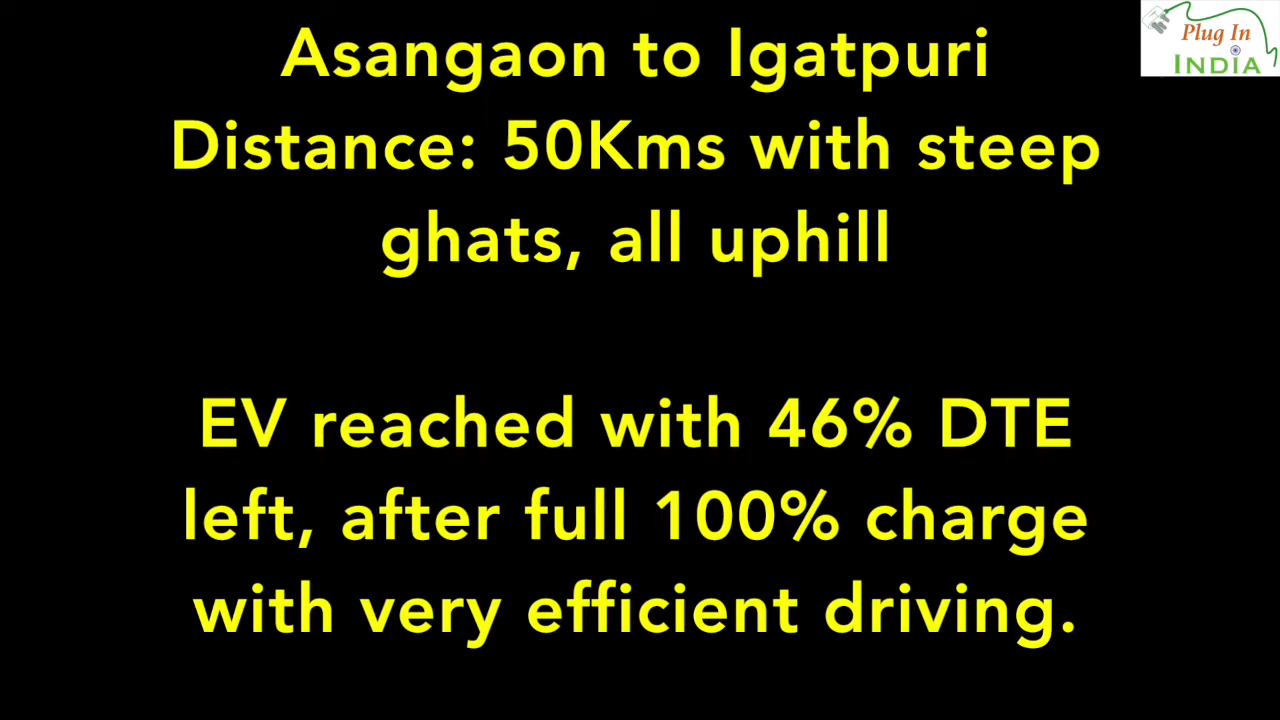 Plug In
INDIA
Asangaon to Igatpuri
Distance: 50Kms with steep
ghats, all uphill
EV reached with 46% DTE
left, after full 100% charge
with very efficient driving.